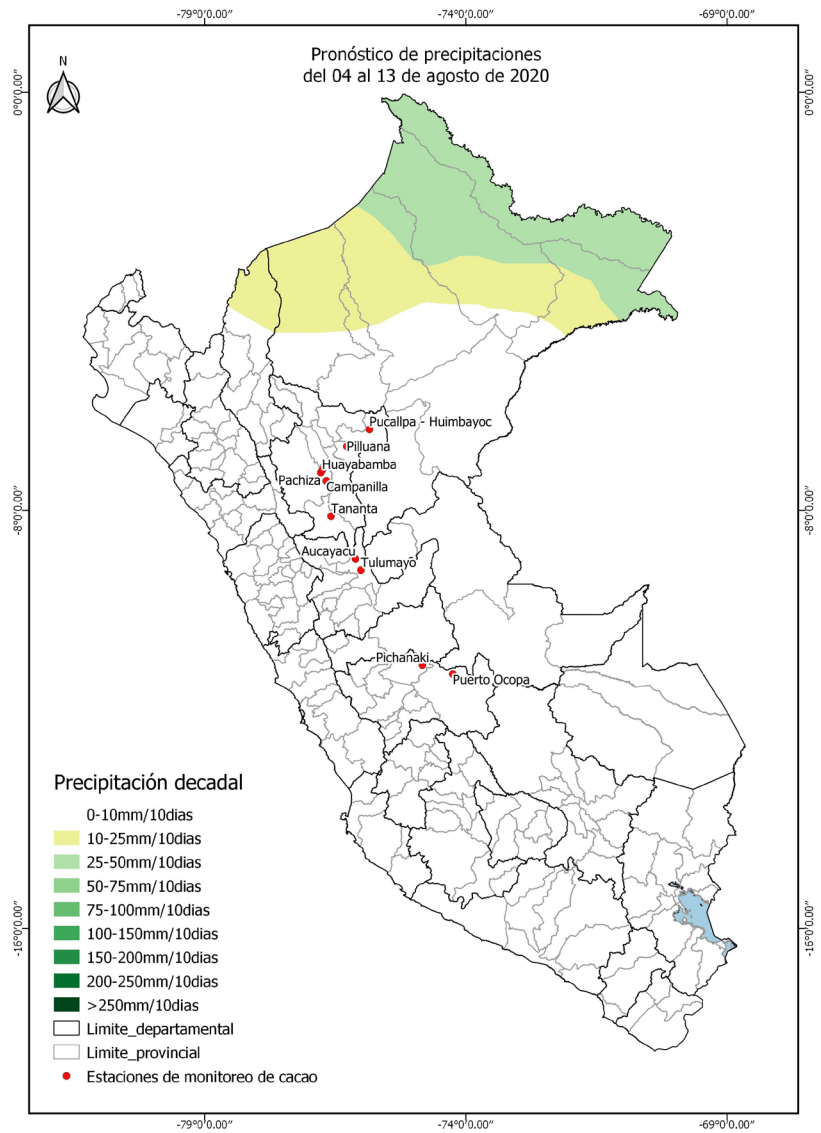 -79°0'0.00"
-74°0'0.00"
-69°0'0.00"
Pronóstico de precipitaciones
del 04 al 13 de agosto de 2020
N
0°0'0.00"
0°0'0.00"
Pucallpa - Huimbayoc
Pilluana
Huayabamba
Pachiza
Campanilla
Tananta
-8°0'0.00"
-8°0'0.00"
Aucayacu
Tulumayo
Pichanaki
Puerto Ocopa
Precipitación decadal
0-10mm/10dias
10-25mm/10dias
25-50mm/10dias
50-75mm/10dias
75-100mm/10dias
100-150mm/10dias
150-200mm/10dias
200-250mm/10dias
>250mm/10dias
Limite_departamental
Limite_provincial
Estaciones de monitoreo de cacao
-16°0'0.00"
-16°0'0.00"
-79°0'0.00"
-74°0'0.00"
-69°0'0.00"